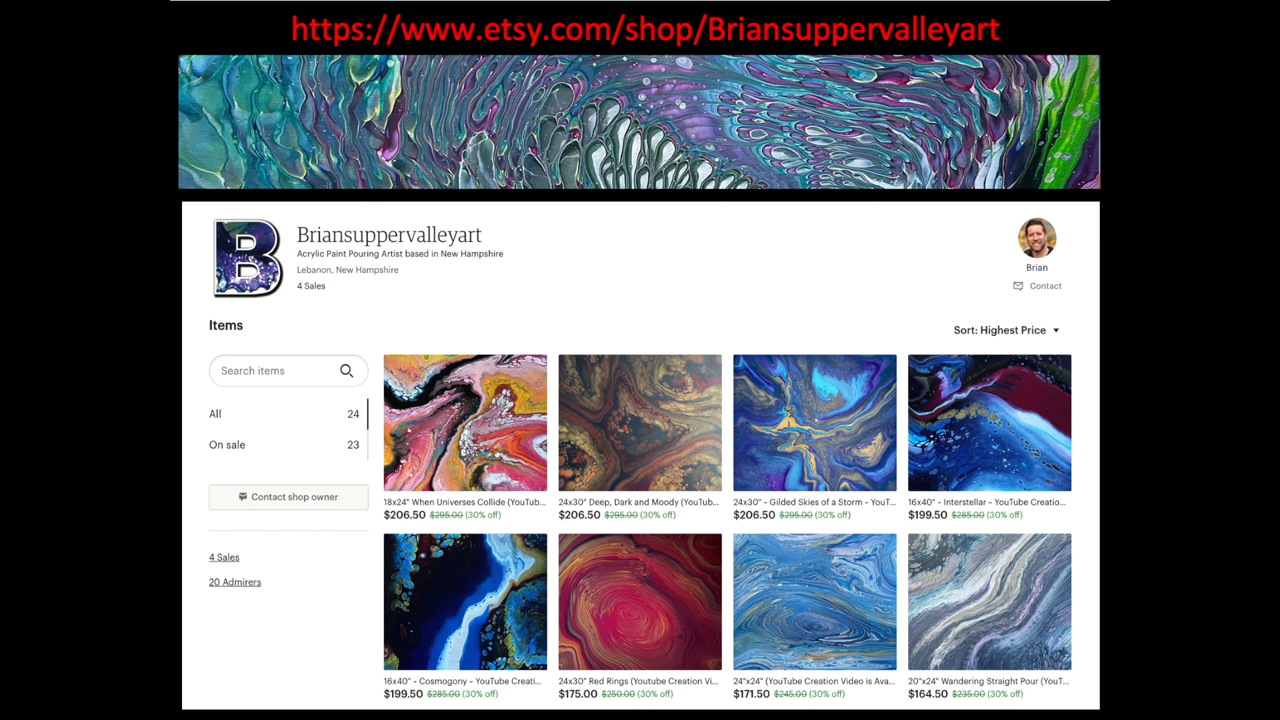 https://www.etsy.com/shop/Briansuppervalleyart
B
Briansuppervalleyart
Acrylic Paint Pouring Artist based in New Hampshire
Lebanon, New Hampshire
4 Sales
Brian
Contact
Items
Sort: Highest Price
Search items
All 24
On sale 23
Contact shop owner
4 Sales
20 Admirers
18x24" When Universes Collide (YouTub...
$206.50 $295.00 (30% off)
24x30" Deep, Dark and Moody (YouTub...
$206.50 $295.00 (30% off)
24x30" - Gilded Skies of a Storm - YouT...
$206.50 $295.00 (30% off)
16x40" - Interstellar - YouTube Creatio...
$199.50 $285.00 (30% off)
16x40" - Cosmogony - YouTube Creati...
$199.50 $285.00 (30% off)
24x30" Red Rings (Youtube Creation Vi...
$175.00 $250.00 (30% off)
24"x24" (YouTube Creation Video is Ava...
$171.50 $245.00 (30% off)
20"x24" Wandering Straight Pour (YouT...
$164.50 $235.00 (30% off)